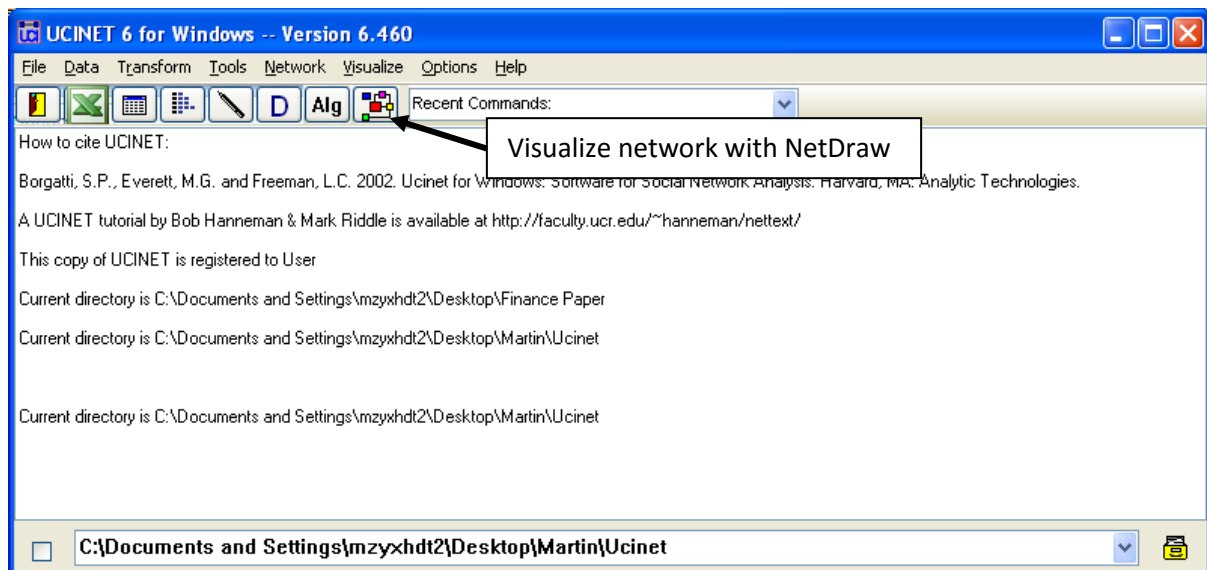 UCINET 6 for Windows -- Version 6.460
File Data Transform Tools Network Visualize Options Help
D Alg Recent Commands:
Visualize network with NetDraw
How to cite UCINET:
Borgatti, S.P., Everett, M.G. and Freeman, L.C. 2002. Ucinet for Windows: Software for Social Network Analysis. Harvard, MA: Analytic Technologies.
A UCINET tutorial by Bob Hanneman & Mark Riddle is available at http://faculty.ucr.edu/~hanneman/nettext/
This copy of UCINET is registered to User
Current directory is C:\Documents and Settings\mzyxhdt2\Desktop\Finance Paper
Current directory is C:\Documents and Settings\mzyxhdt2\Desktop\Martin\Ucinet
Current directory is C:\Documents and Settings\mzyxhdt2\Desktop\Martin\Ucinet
C:\Documents and Settings\mzyxhdt2\Desktop\Martin\Ucinet